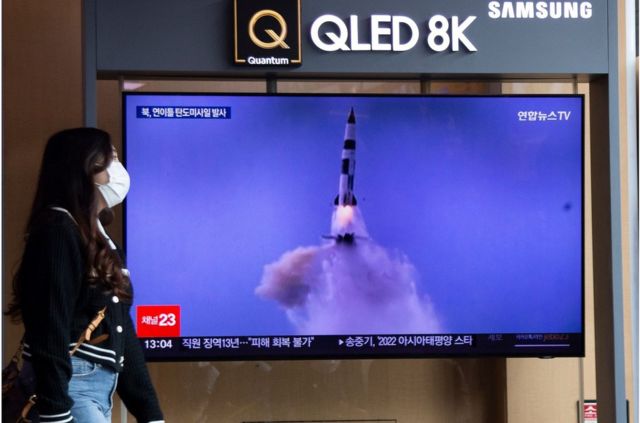 Q
Quantum
QLED 8K
SAMSUNG
북, 연이틀 탄도미사일 발사
연합뉴스TV
채널23
13:04 직원 징역13년…"피해 회복 불가" ▶송중기, '2022 아시아태평양 스타
제보